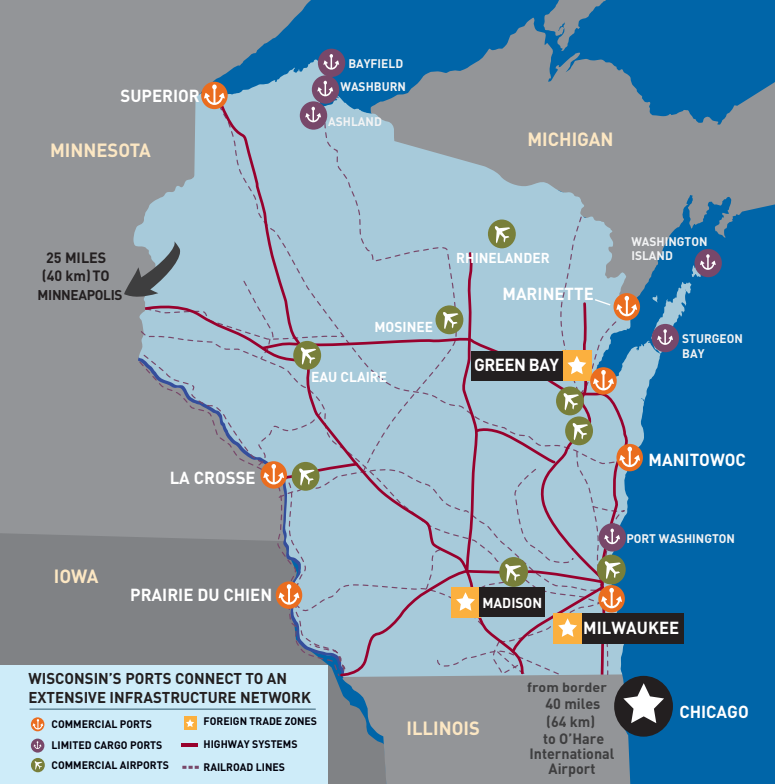 BAYFIELD
WASHBURN
SUPERIOR
ASHLAND
MINNESOTA
MICHIGAN
25 MILES
(40 km) TO
MINNEAPOLIS
WASHINGTON
ISLAND
RHINELANDER
MARINETTE
MOSINEE
STURGEON
BAY
GREEN BAY
EAU CLAIRE
MANITOWOC
LA CROSSE
PORT WASHINGTON
IOWA
PRAIRIE DU CHIEN
MADISON
MILWAUKEE
WISCONSIN'S PORTS CONNECT TO AN
EXTENSIVE INFRASTRUCTURE NETWORK
COMMERCIAL PORTS
LIMITED CARGO PORTS
COMMERCIAL AIRPORTS
FOREIGN TRADE ZONES
HIGHWAY SYSTEMS
RAILROAD LINES
ILLINOIS
from border
40 miles
(64 km)
to O'Hare
International
Airport
CHICAGO